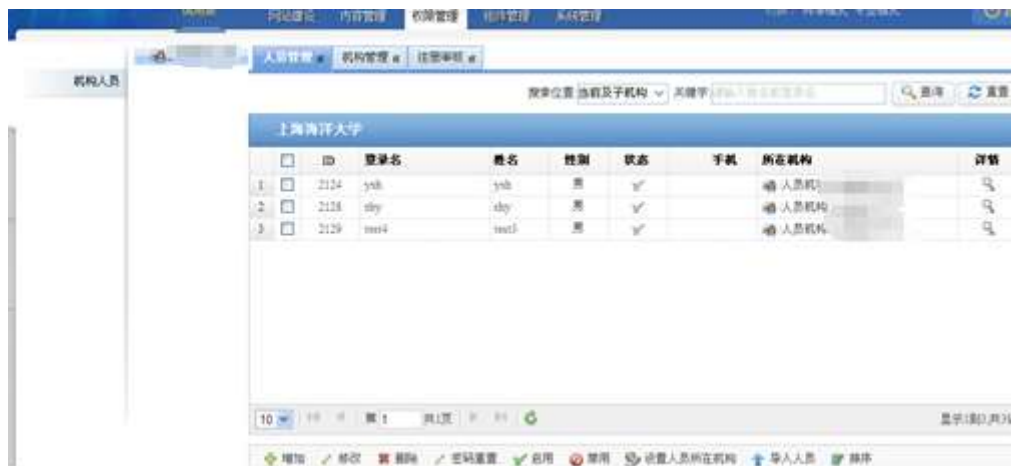 网站建设 内容管理 权限管理 组件管理 系统管理
机构人员
人员管理 机构管理 注册审核
搜索位置 当前及子机构 关键字 查询 重置
上海海洋大学
ID 登录名 姓名 性别 状态 手机 所在机构 详情
1 2124 ysh ysh 男 人员机
2 2128 男 人员机构
3 2129 test4 男 人员机构
10 第 1 共1页
增加 修改 删除 密码重置 启用 禁用 设置人员所在机构 导入人员 排序